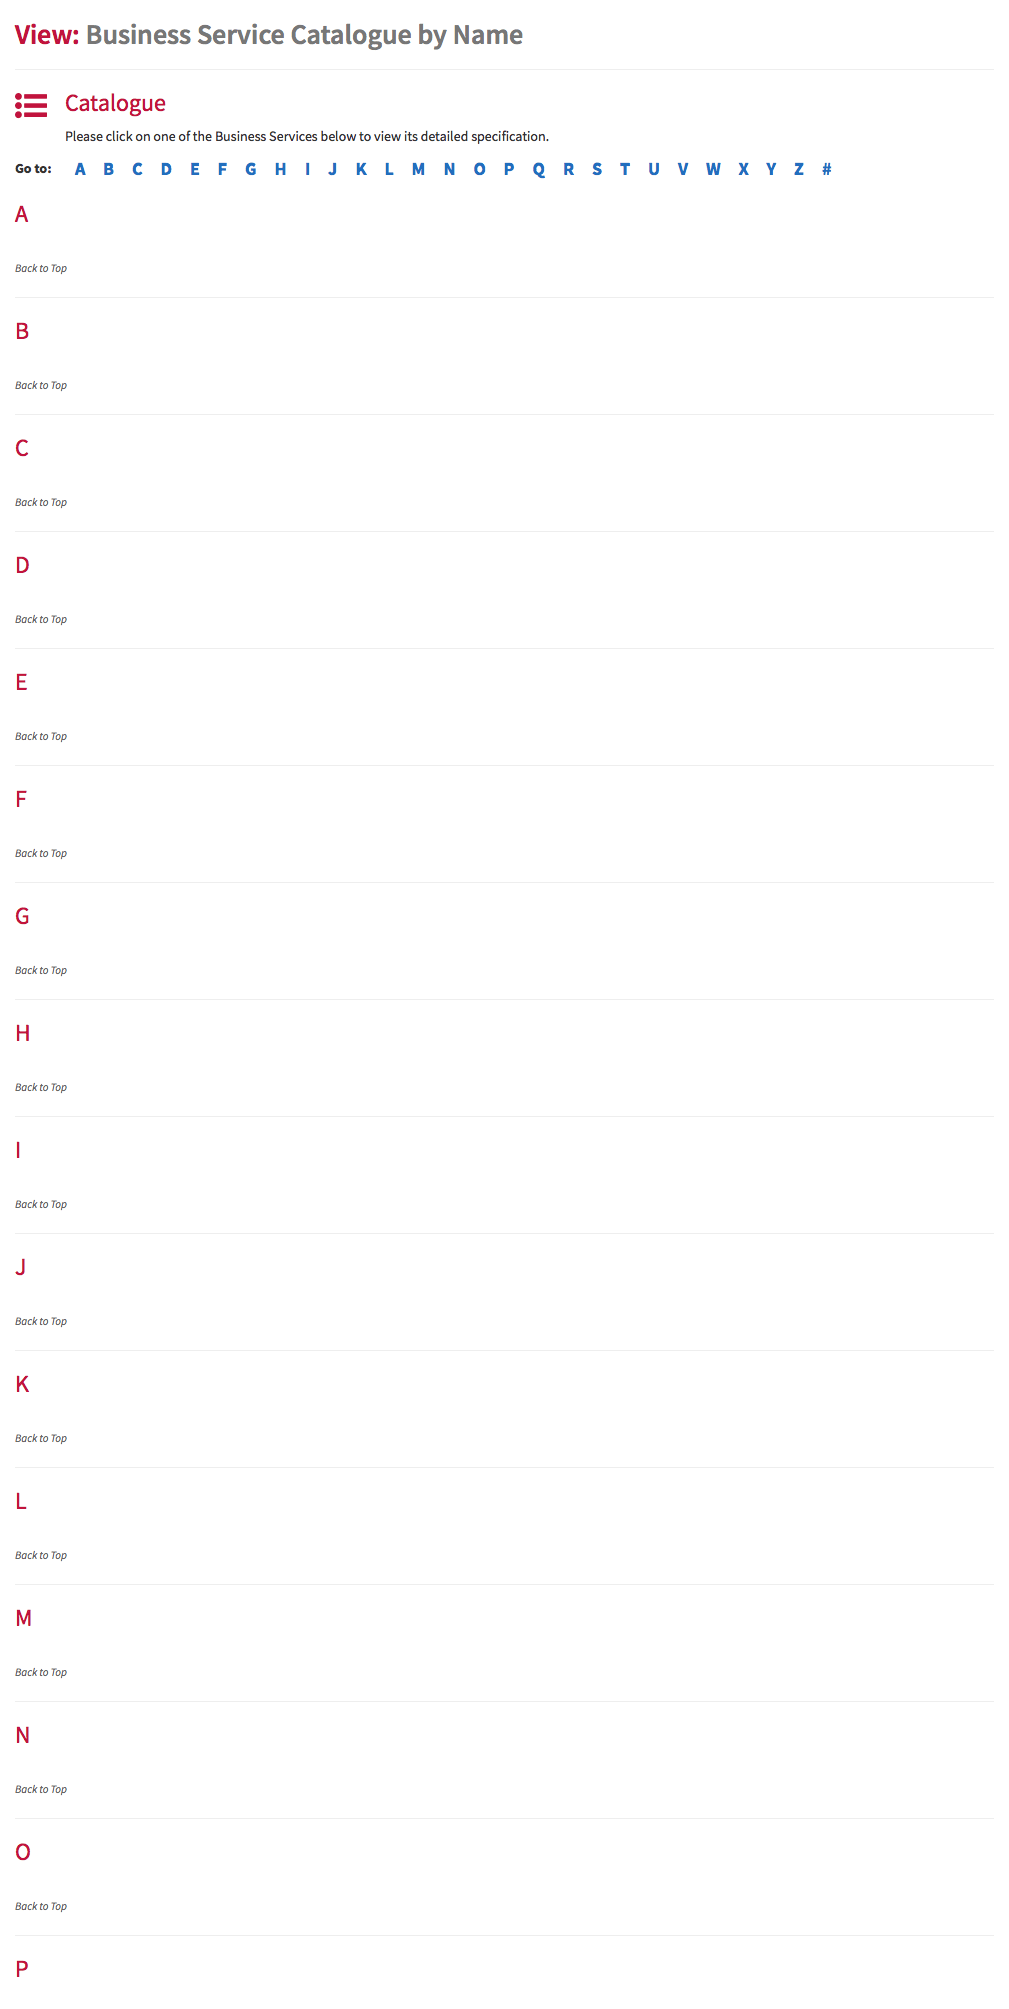 View: Business Service Catalogue by Name
Catalogue
Please click on one of the Business Services below to view its detailed specification.
Go to: A B C D E F G H I J K L M N O P Q R S T U V W X Y Z #
A
Back to Top
B
Back to Top
C
Back to Top
D
Back to Top
E
Back to Top
F
Back to Top
G
Back to Top
H
Back to Top
I
Back to Top
J
Back to Top
K
Back to Top
L
Back to Top
M
Back to Top
N
Back to Top
O
Back to Top
P